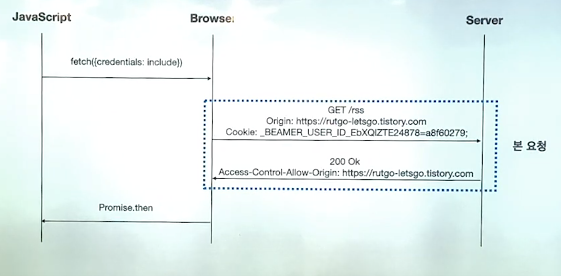 JavaScript
Browser
Server
fetch({credentials: include})
GET /rss
Origin: https://rutgo-letsgo.tistory.com
Cookie: _BEAMER_USER_ID_EbXQIZTE24878=a8f60279;
본 요청
200 Ok
Access-Control-Allow-Origin: https://rutgo-letsgo.tistory.com
Promise.then